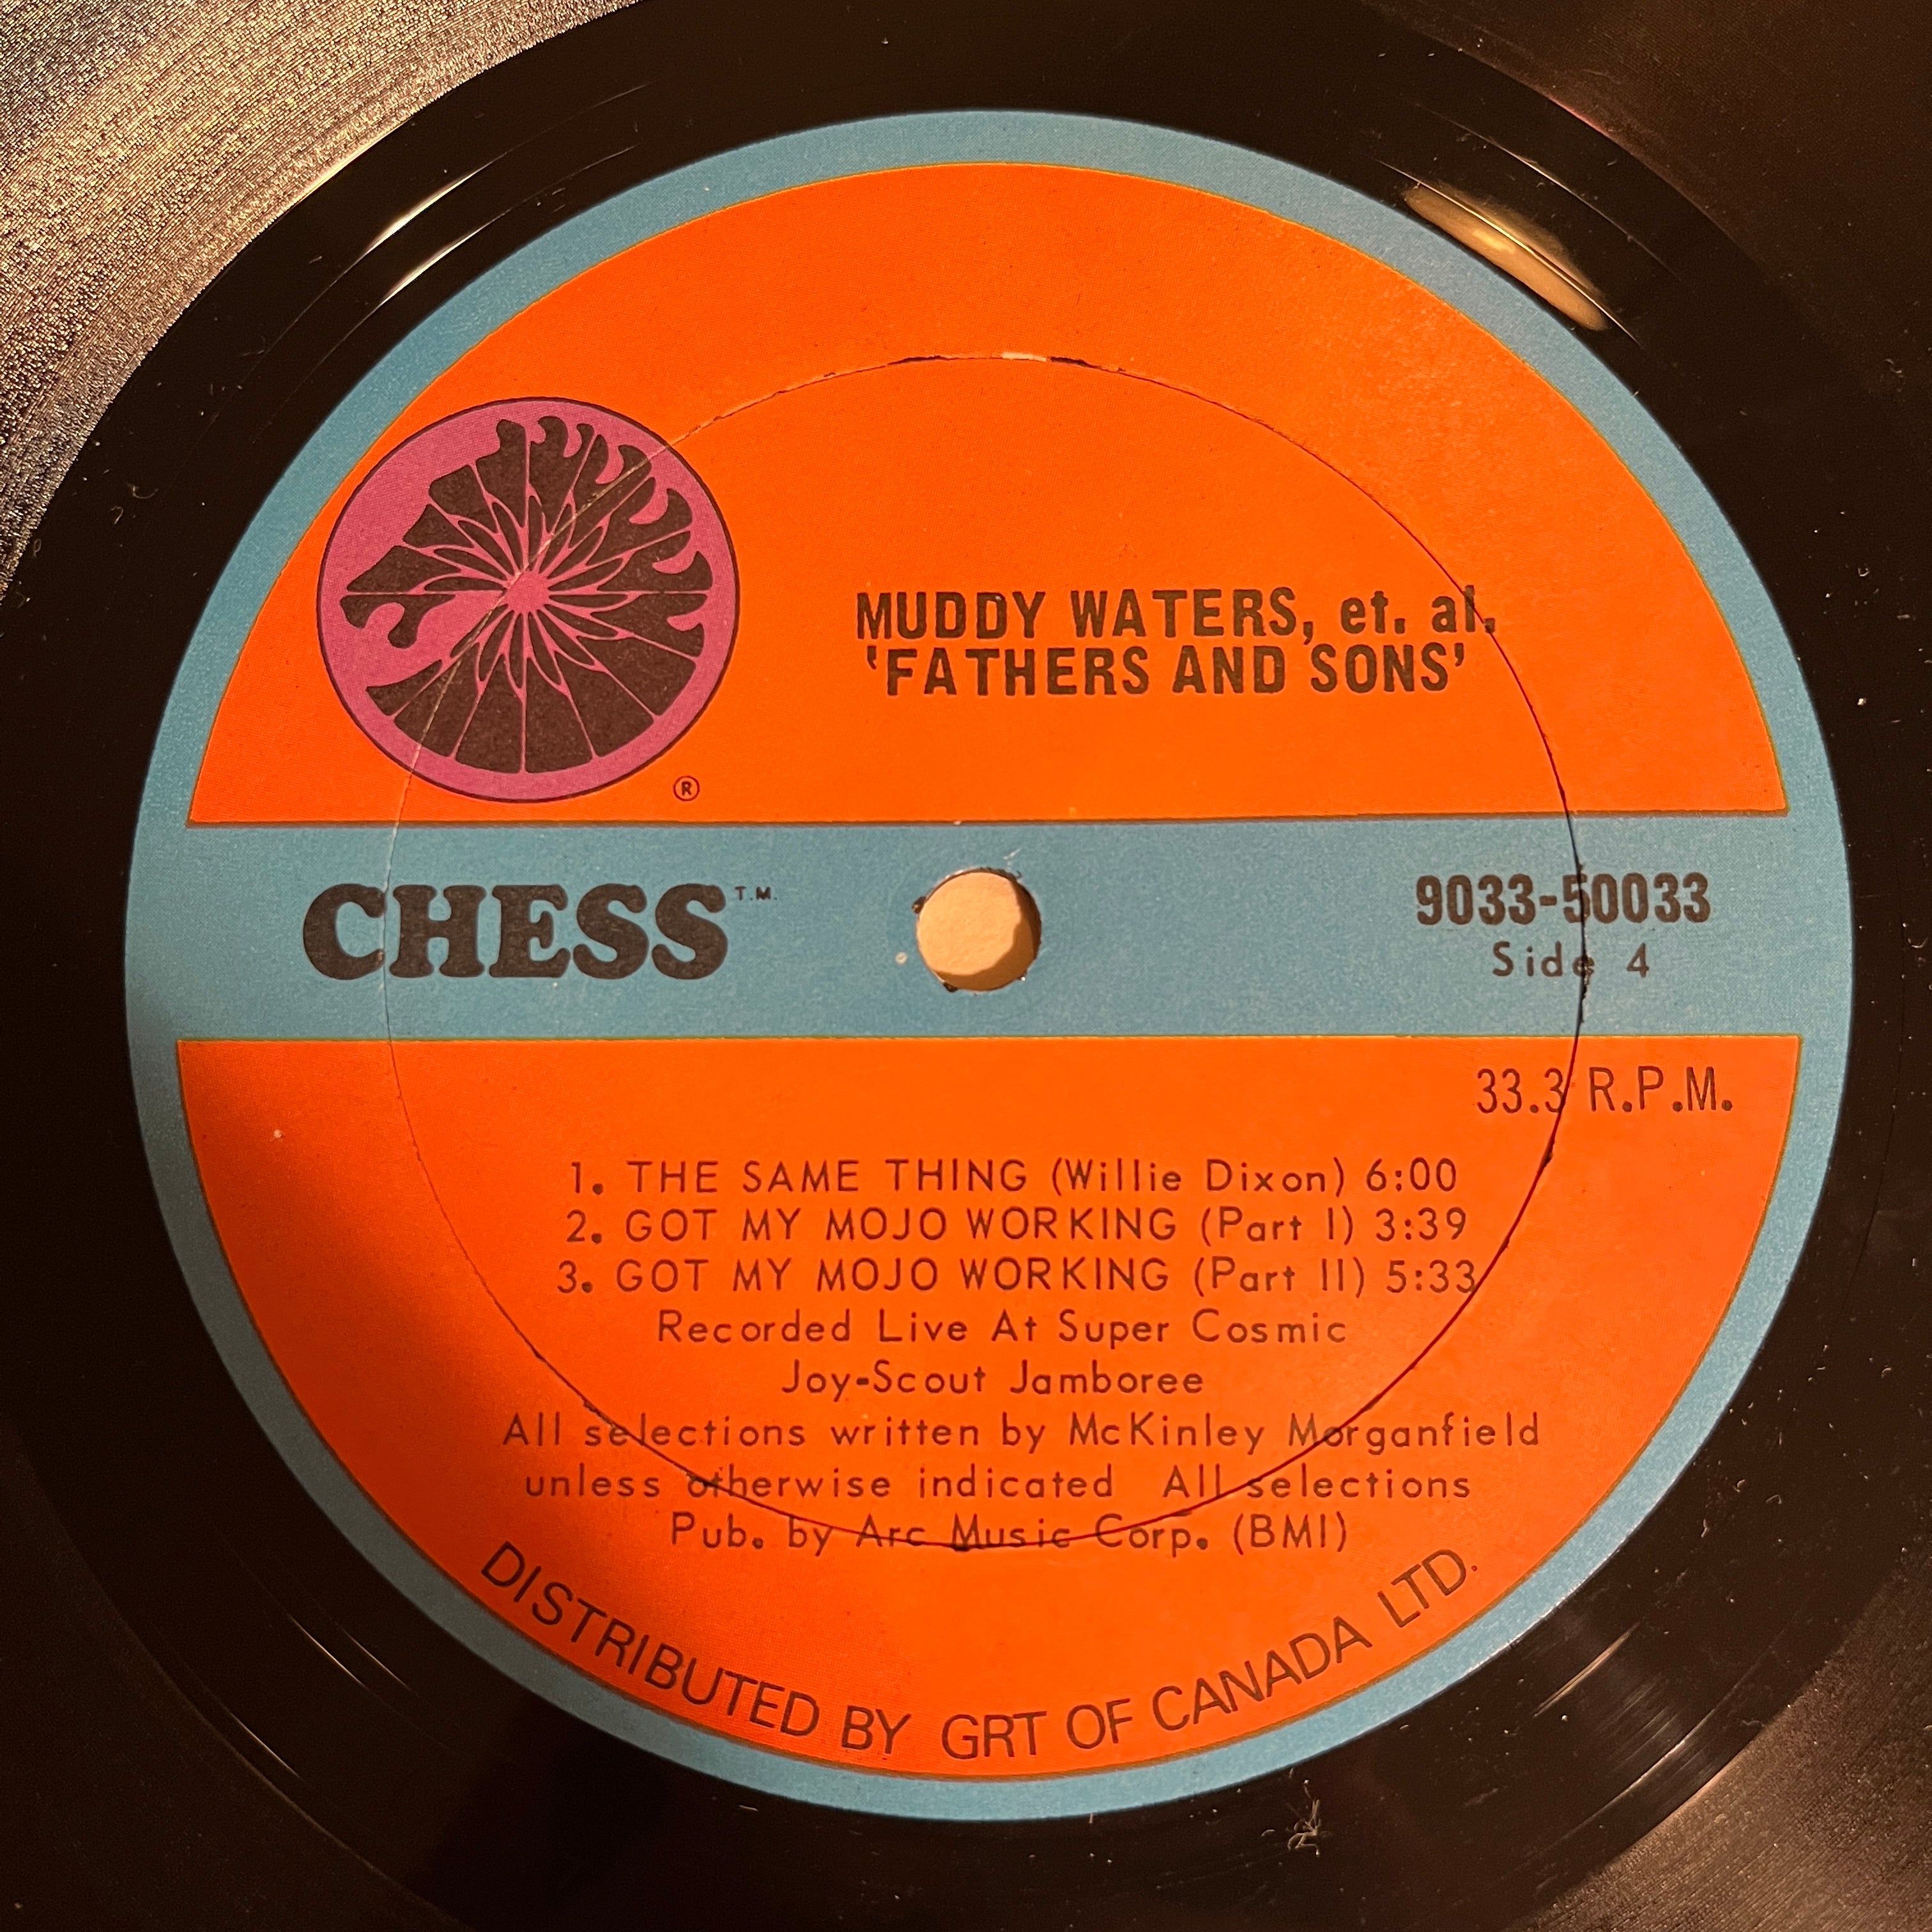 MUDDY WATERS, et. al.
'FATHERS AND SONS'
®
CHESS T.M.
9033-50033
Side 4
33.3 R.P.M.
1. THE SAME THING (Willie Dixon) 6:00
2. GOT MY MOJO WORKING (Part I) 3:39
3. GOT MY MOJO WORKING (Part II) 5:33
Recorded Live At Super Cosmic
Joy-Scout Jamboree
All selections written by McKinley Morganfield
unless otherwise indicated All selections
Pub. by Arc Music Corp. (BMI)
DISTRIBUTED BY GRT OF CANADA LTD.